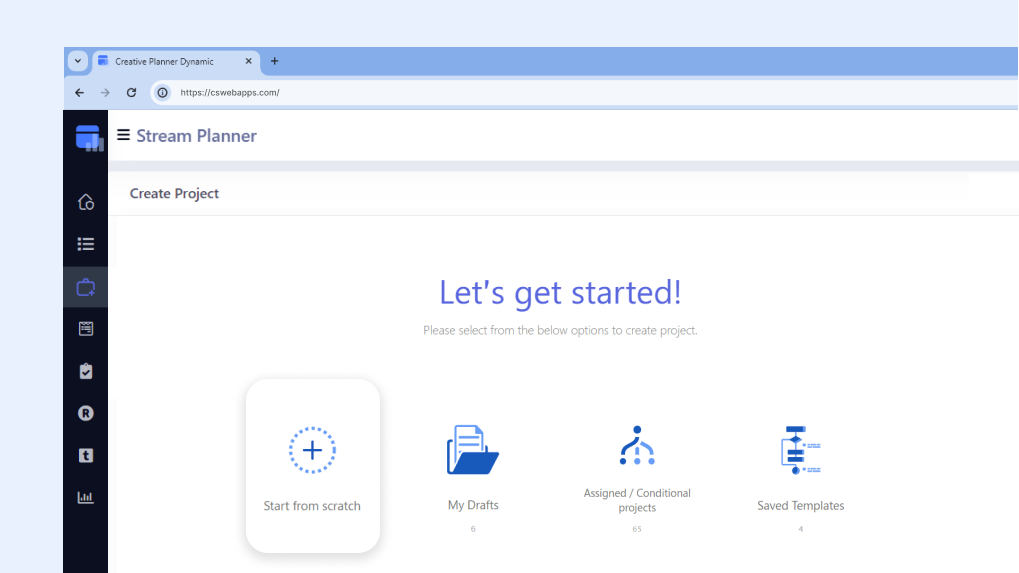 Creative Planner Dynamic
https://cswebapps.com/
Stream Planner
Create Project
Let's get started!
Please select from the below options to create project.
Start from scratch
My Drafts
6
Assigned / Conditional
projects
65
Saved Templates
4
R
t